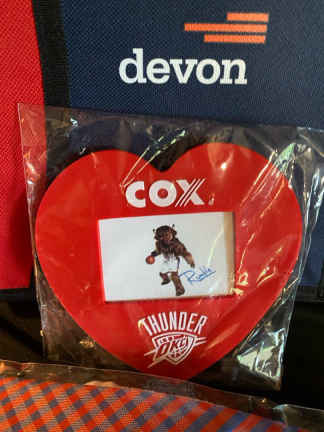 devon
COX
Rumble
THUNDER
OKC